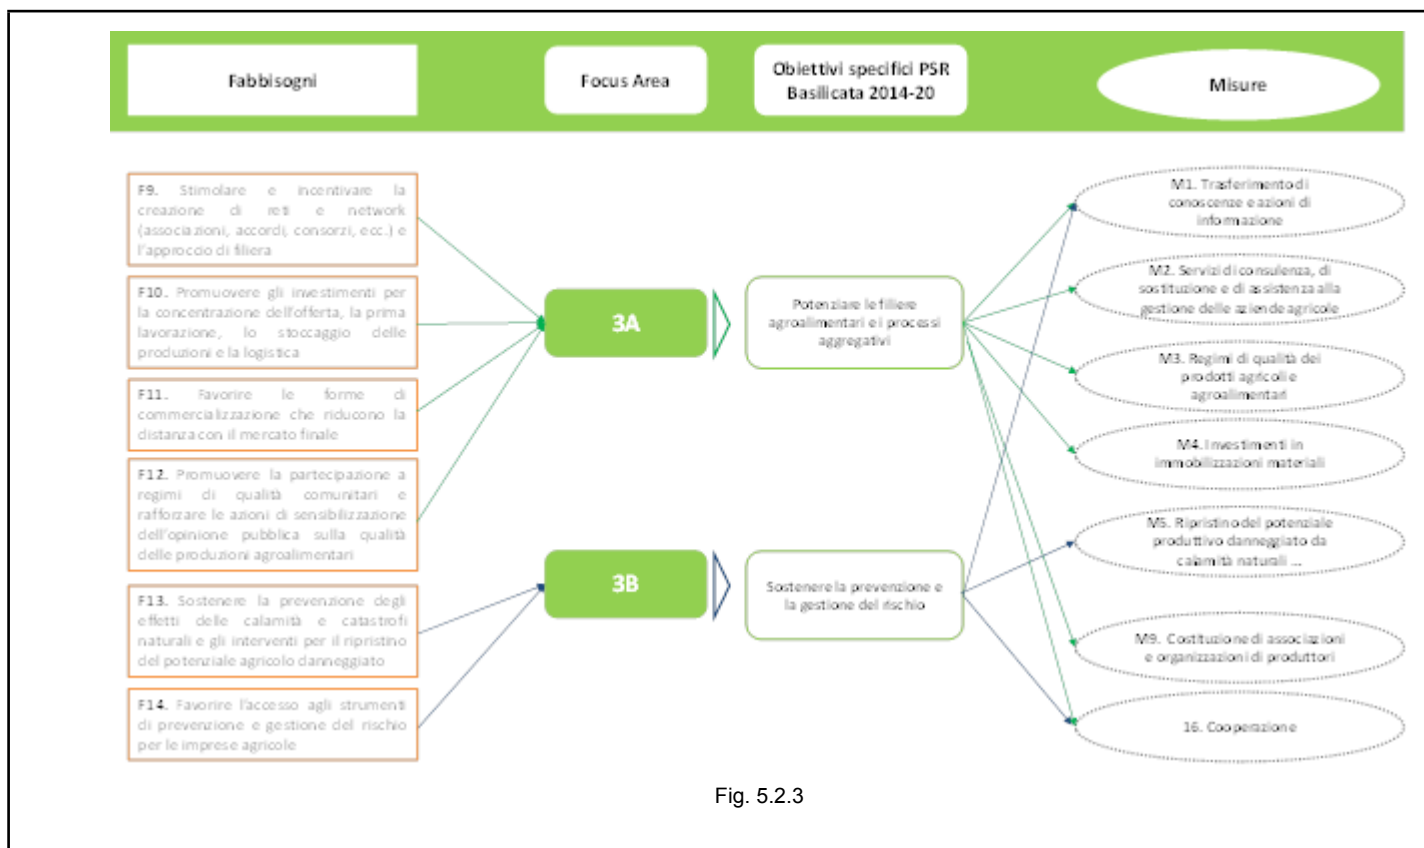 Fabbisogni
Focus Area
Obiettivi specifici PSR
Basilicata 2014-20
Misure
F9. Stimolare e incentivare la
creazione di reti e network
(associazioni, accordi, consorzi, ecc.) e
l'approccio di filiera
F10. Promuovere gli investimenti per
la concentrazione dell'offerta, la prima
lavorazione, lo stoccaggio delle
produzioni e la logistica
F11. Favorire le forme di
commercializzazione che riducono la
distanza con il mercato finale
F12. Promuovere la partecipazione a
regimi di qualità comunitari e
rafforzare le azioni di sensibilizzazione
dell'opinione pubblica sulla qualità
delle produzioni agroalimentari
F13. Sostenere la prevenzione degli
effetti delle calamità e catastrofi
naturali e gli interventi per il ripristino
del potenziale agricolo danneggiato
F14. Favorire l'accesso agli strumenti
di prevenzione e gestione del rischio
per le imprese agricole
3A
3B
Potenziare le filiere
agroalimentari e i processi
aggregativi
Sostenere la prevenzione e
la gestione del rischio
M1. Trasferimento di
conoscenze e azioni di
informazione
M2. Servizi di consulenza, di
sostituzione e di assistenza alla
gestione delle aziende agricole
M3. Regimi di qualità dei
prodotti agricoli e
agroalimentari
M4. Investimenti in
immobilizzazioni materiali
M5. Ripristino del potenziale
produttivo danneggiato da
calamità naturali ...
M9. Costituzione di associazioni
e organizzazioni di produttori
16. Cooperazione
Fig. 5.2.3